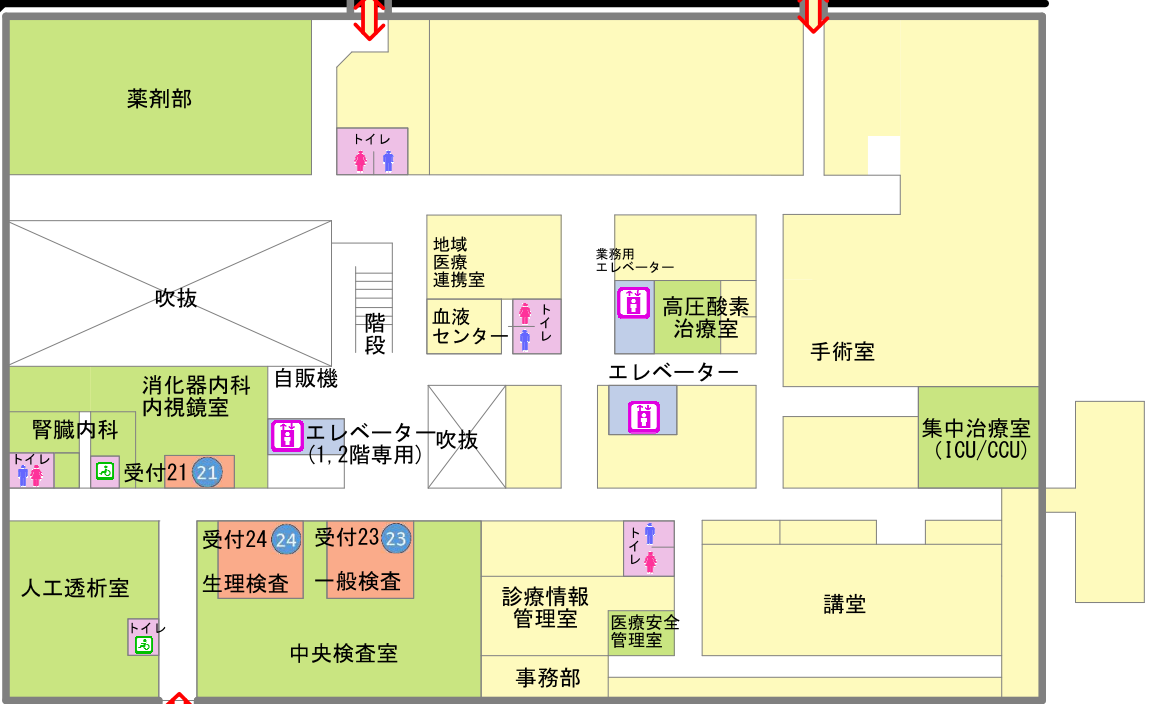 薬剤部
トイレ
地域
医療
連携室
血液
センター
トイレ
業務用
エレベーター
高圧酸素
治療室
手術室
吹抜
階
段
自販機
エレベーター
消化器内科
内視鏡室
腎臓内科
トイレ
受付21
21
エレベーター
(1,2階専用)
吹抜
集中治療室
(ICU/CCU)
人工透析室
トイレ
受付24
24
生理検査
受付23
23
一般検査
中央検査室
トイレ
診療情報
管理室
医療安全
管理室
事務部
講堂